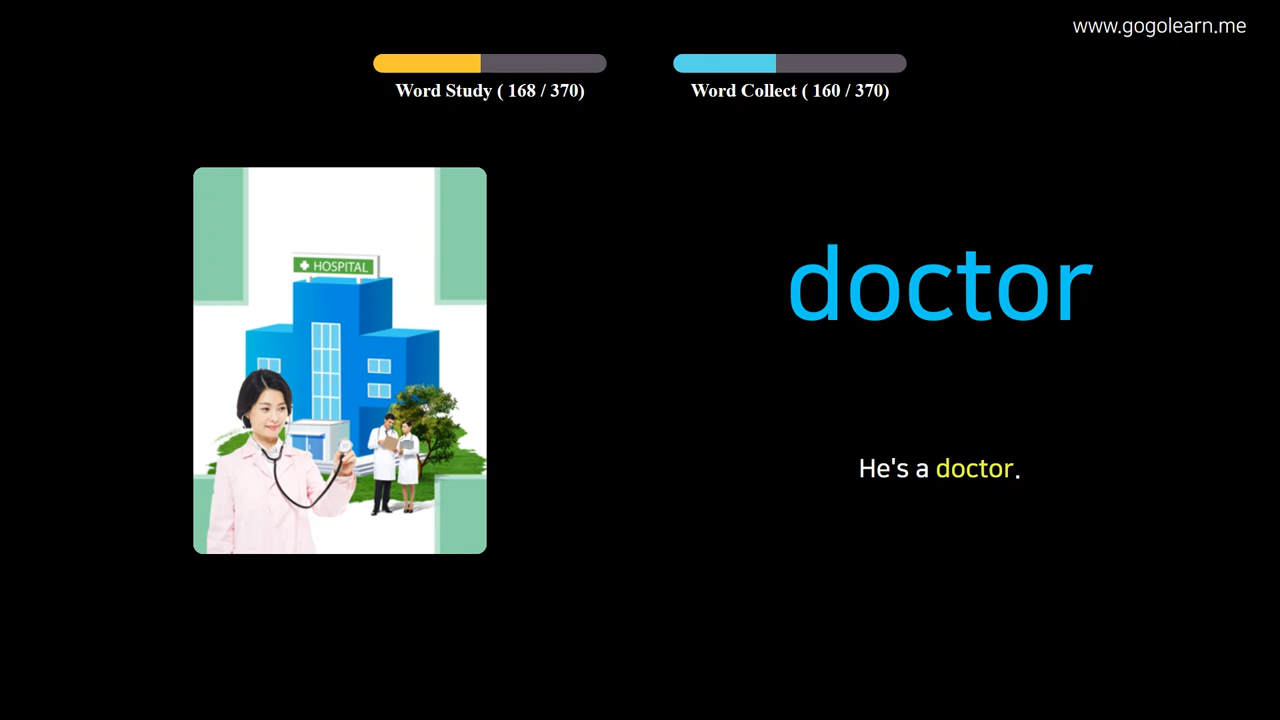 www.gogolearn.me
Word Study ( 168 / 370)
Word Collect ( 160 / 370)
HOSPITAL
doctor
He's a doctor.